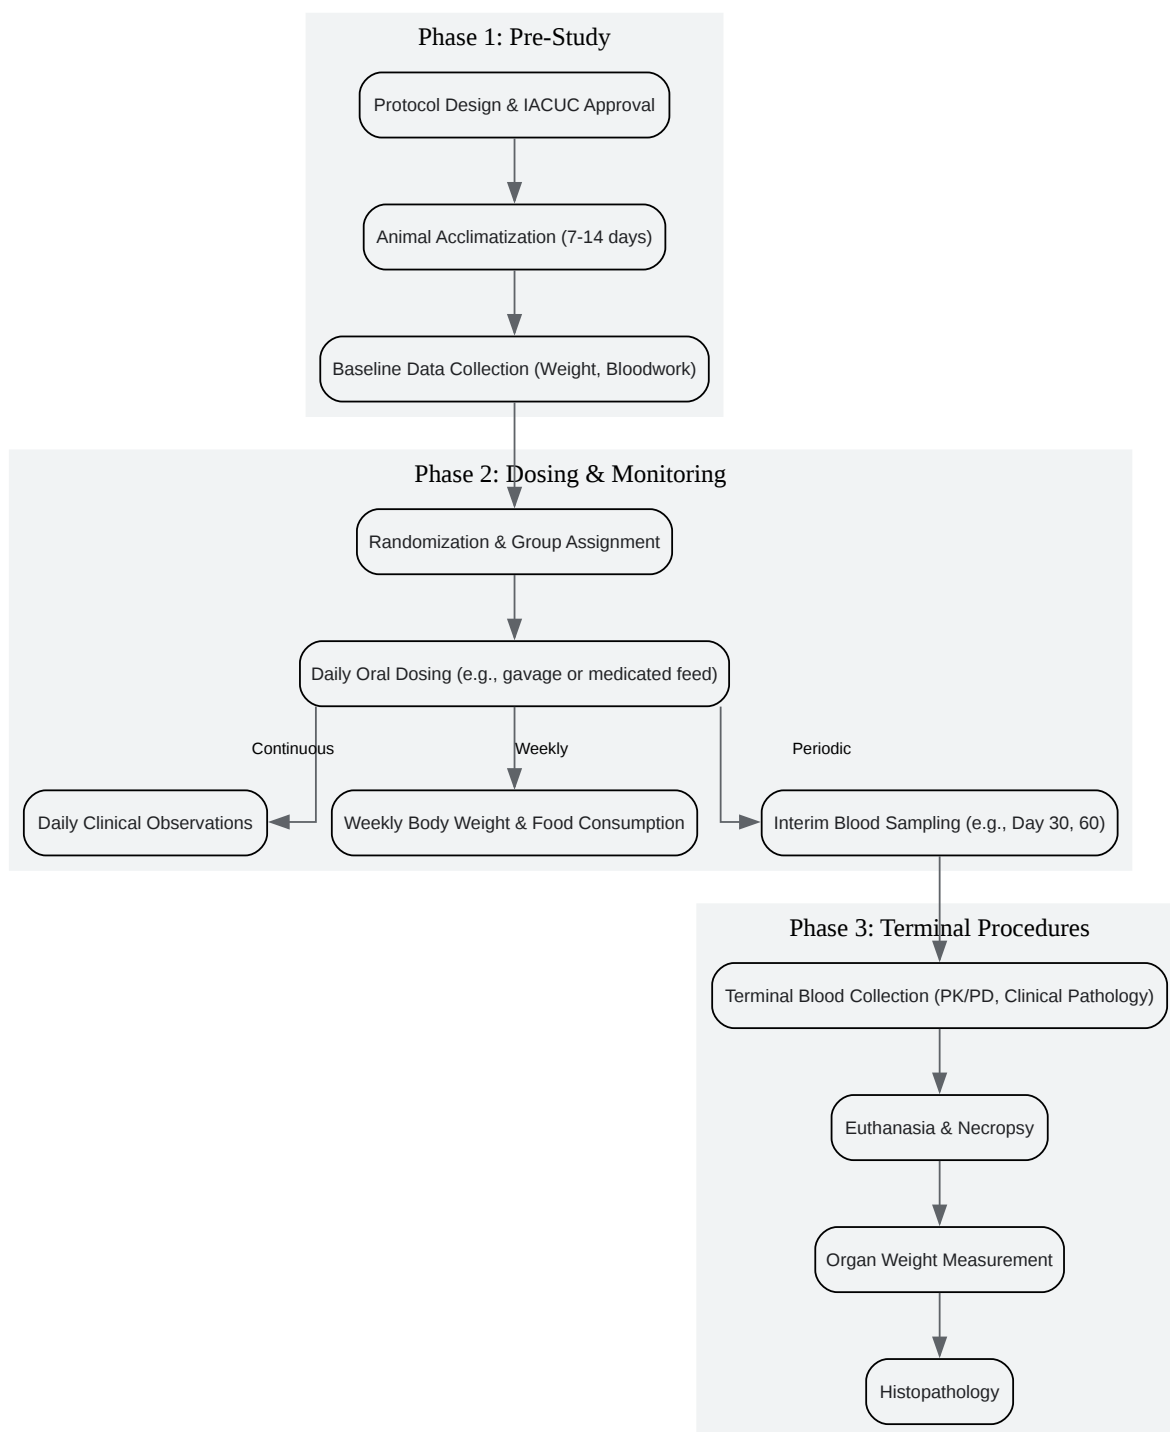 Phase 1: Pre-Study
Protocol Design & IACUC Approval
Animal Acclimatization (7-14 days)
Baseline Data Collection (Weight, Bloodwork)
Phase 2: Dosing & Monitoring
Randomization & Group Assignment
Daily Oral Dosing (e.g., gavage or medicated feed)
Continuous
Weekly
Periodic
Daily Clinical Observations
Weekly Body Weight & Food Consumption
Interim Blood Sampling (e.g., Day 30, 60)
Phase 3: Terminal Procedures
Terminal Blood Collection (PK/PD, Clinical Pathology)
Euthanasia & Necropsy
Organ Weight Measurement
Histopathology